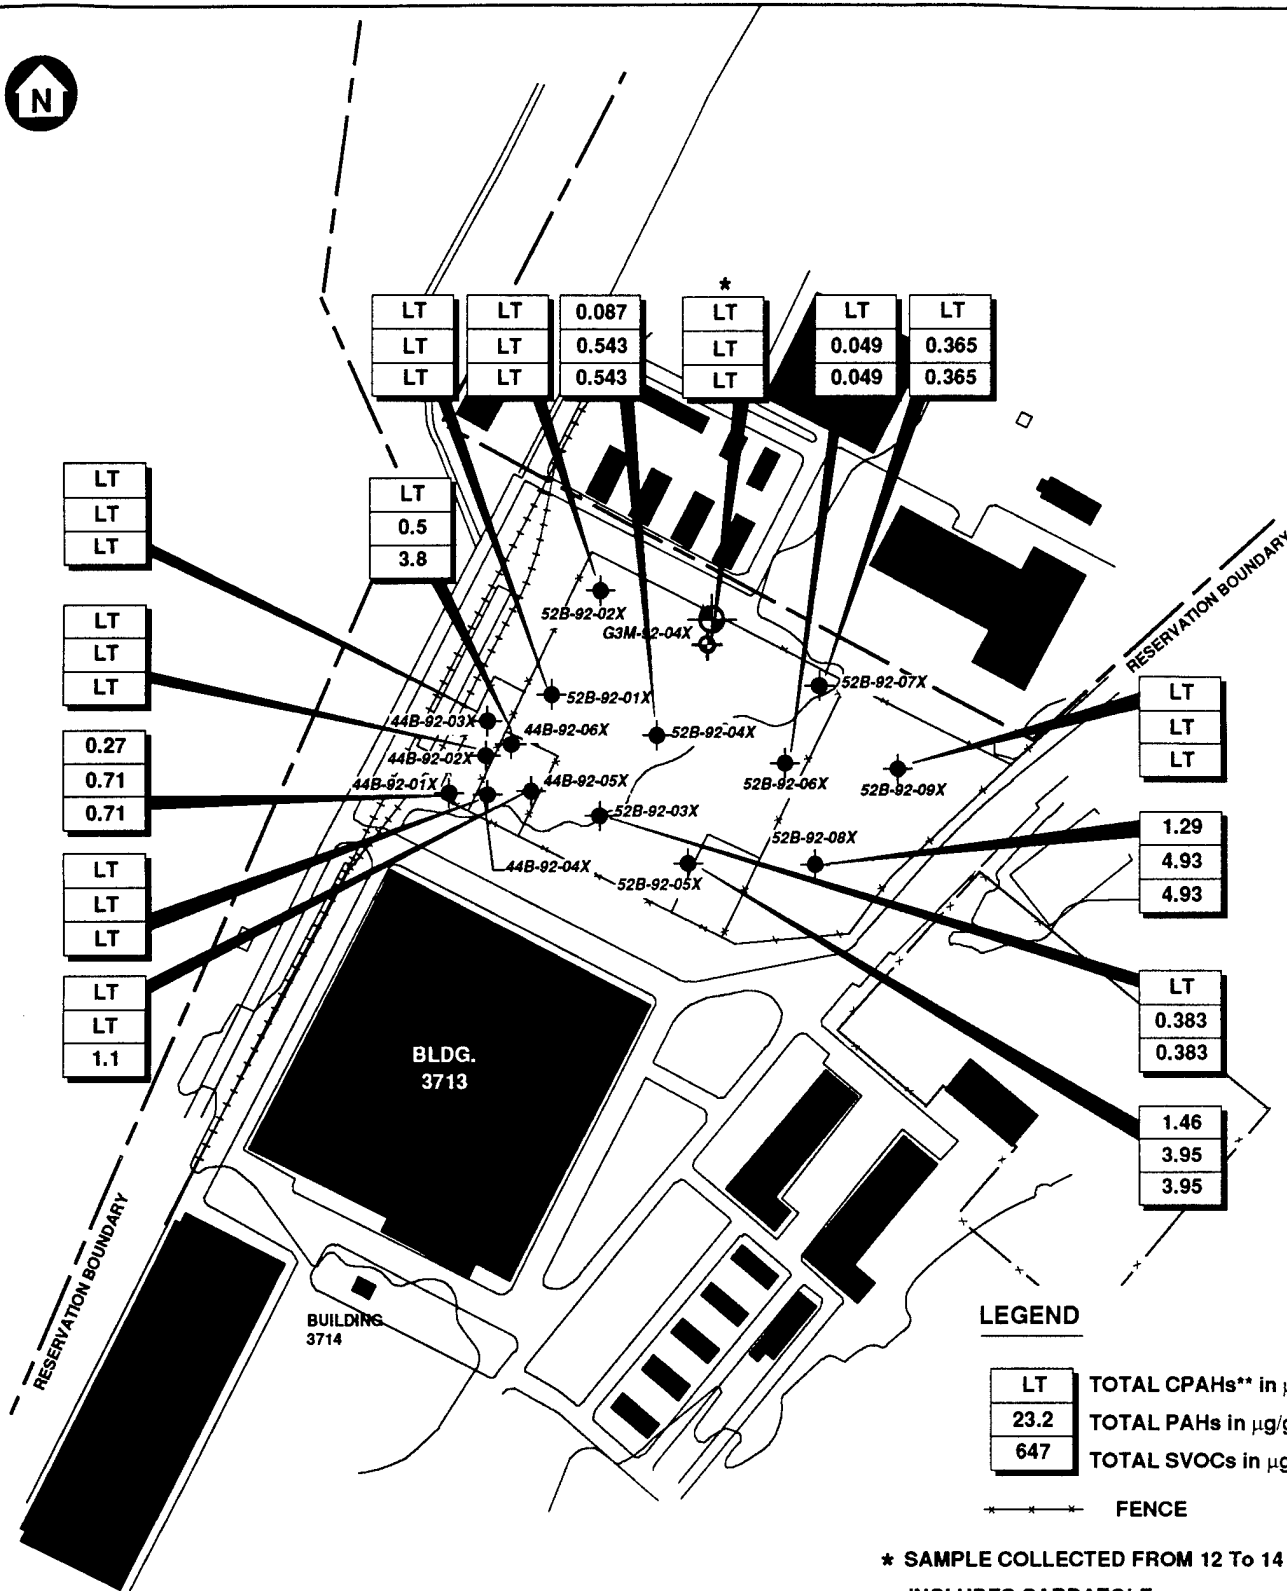 N
*
LT
LT
LT
LT
LT
LT
0.087
0.543
0.543
LT
LT
LT
LT
0.049
0.049
LT
0.365
0.365
LT
LT
LT
LT
0.5
3.8
LT
LT
LT
0.27
0.71
0.71
LT
LT
LT
LT
LT
1.1
52B-92-02X
G3M-92-04X
52B-92-07X
52B-92-01X
44B-92-03X
44B-92-06X
52B-92-04X
44B-92-02X
44B-92-01X
44B-92-05X
52B-92-06X
52B-92-09X
52B-92-03X
52B-92-08X
44B-92-04X
52B-92-05X
RESERVATION BOUNDARY
LT
LT
LT
1.29
4.93
4.93
LT
0.383
0.383
1.46
3.95
3.95
BLDG.
3713
RESERVATION BOUNDARY
BUILDING
3714
LEGEND
LT TOTAL CPAHs** in
23.2 TOTAL PAHs in µg/g
647 TOTAL SVOCs in µg
FENCE
* SAMPLE COLLECTED FROM 12 To 14
INCLUDES CARBAZOLE